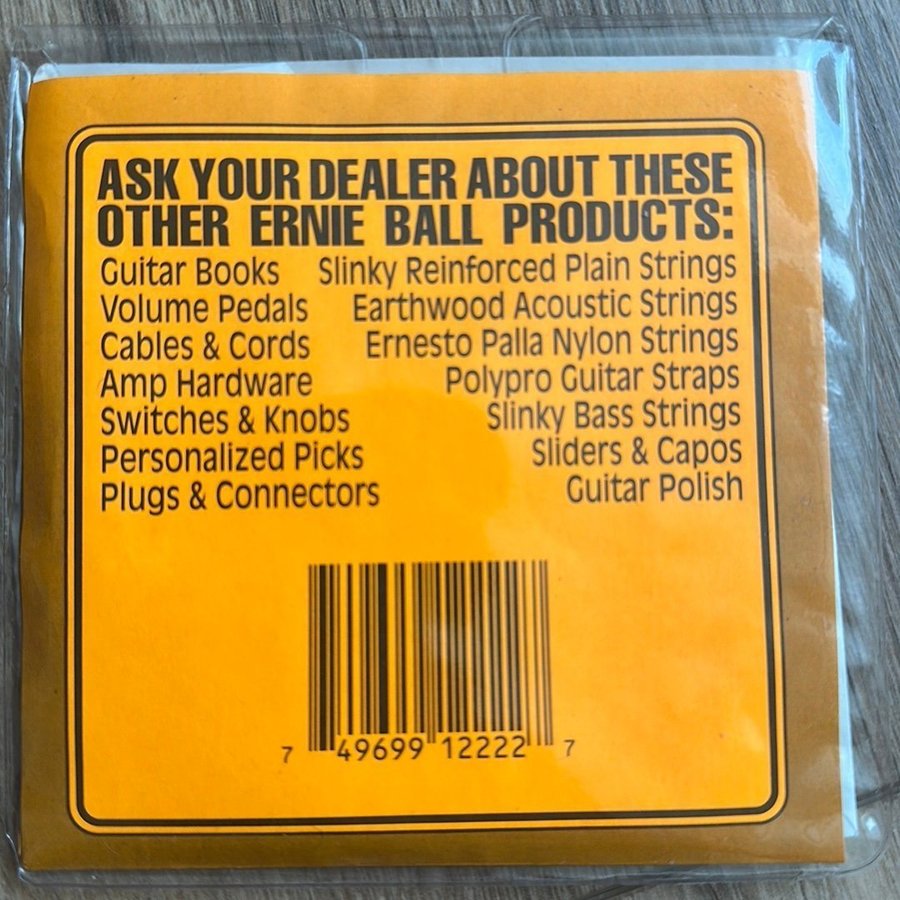 ASK YOUR DEALER ABOUT THESE
OTHER ERNIE BALL PRODUCTS:
Guitar Books Slinky Reinforced Plain Strings
Volume Pedals Earthwood Acoustic Strings
Cables & Cords Ernesto Palla Nylon Strings
Amp Hardware Polypro Guitar Straps
Switches & Knobs Slinky Bass Strings
Personalized Picks Sliders & Capos
Plugs & Connectors Guitar Polish
7 49699 12222 7